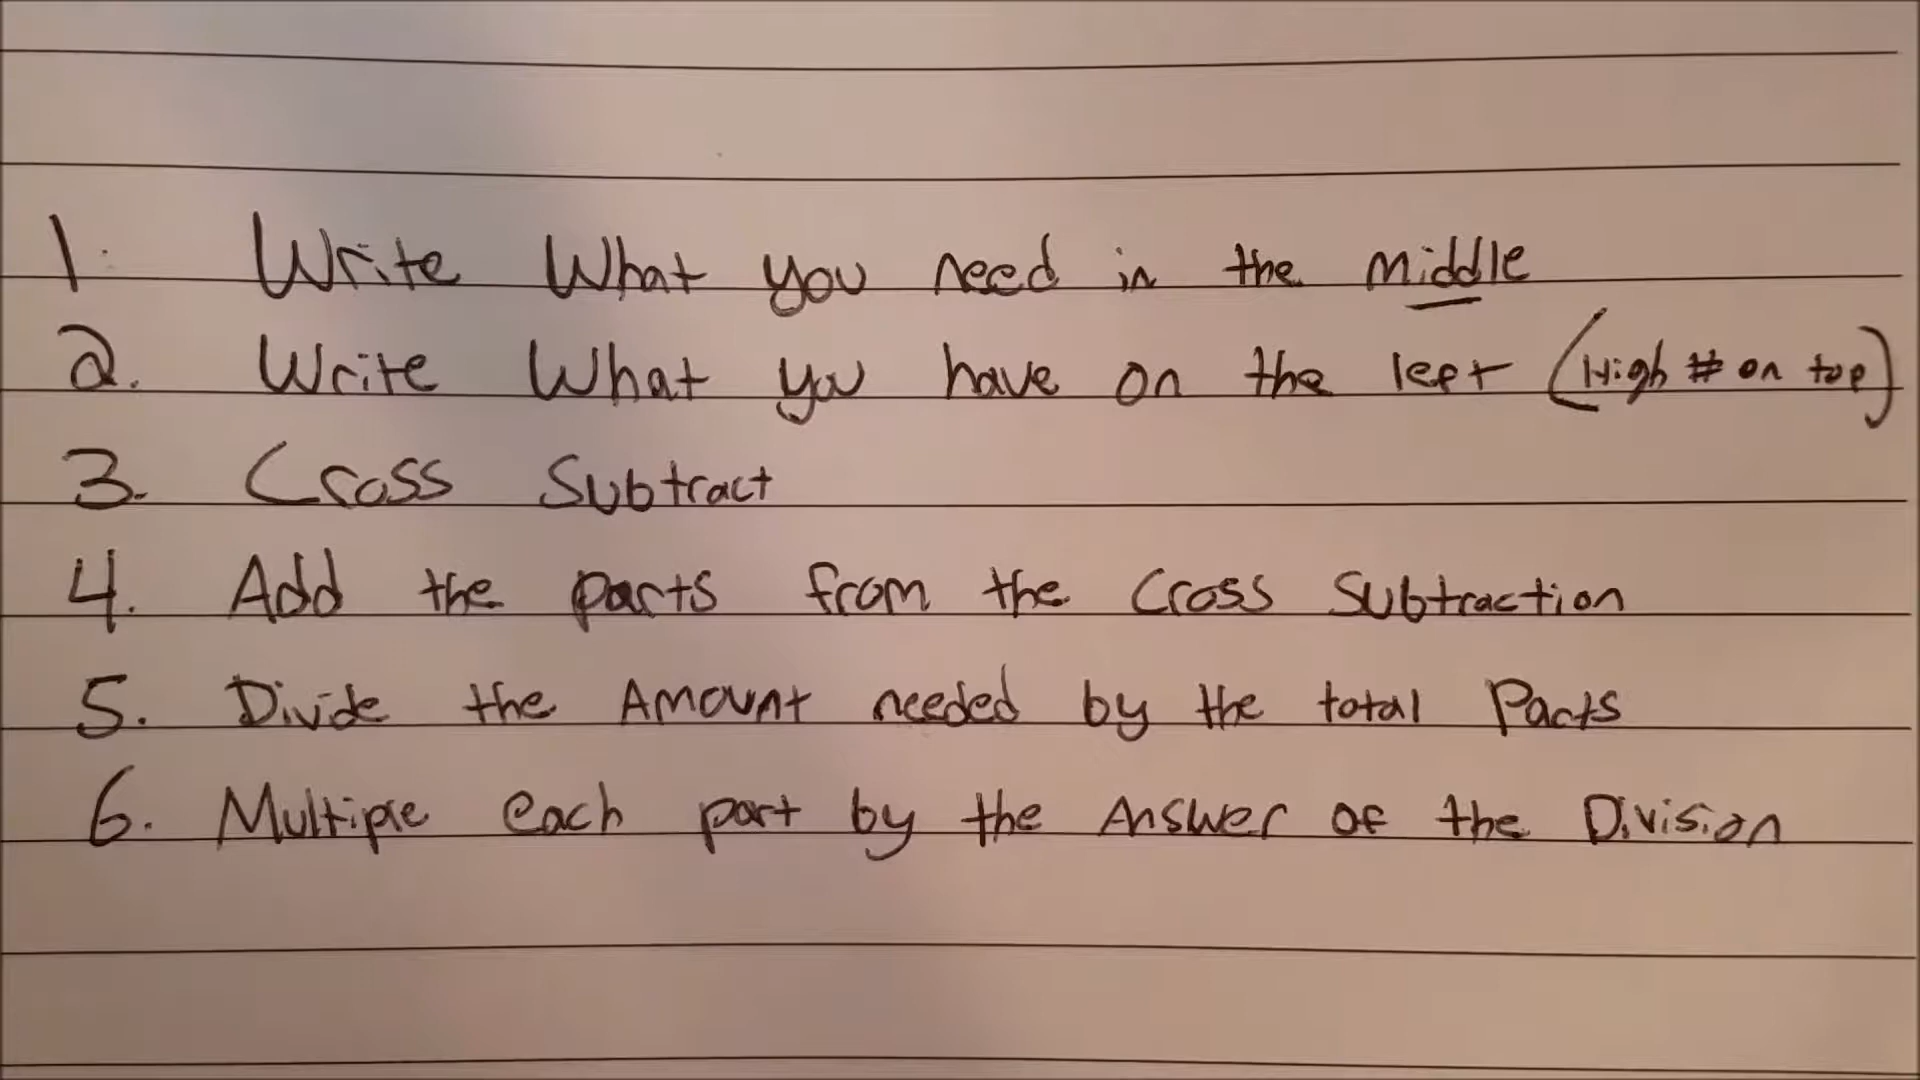 1. Write What you need in the middle
2. Write What you have on the left (High # on top)
3. Cross Subtract
4. Add the parts from the Cross Subtraction
5. Divide the Amount needed by the total Parts
6. Multiple each part by the Answer of the Division